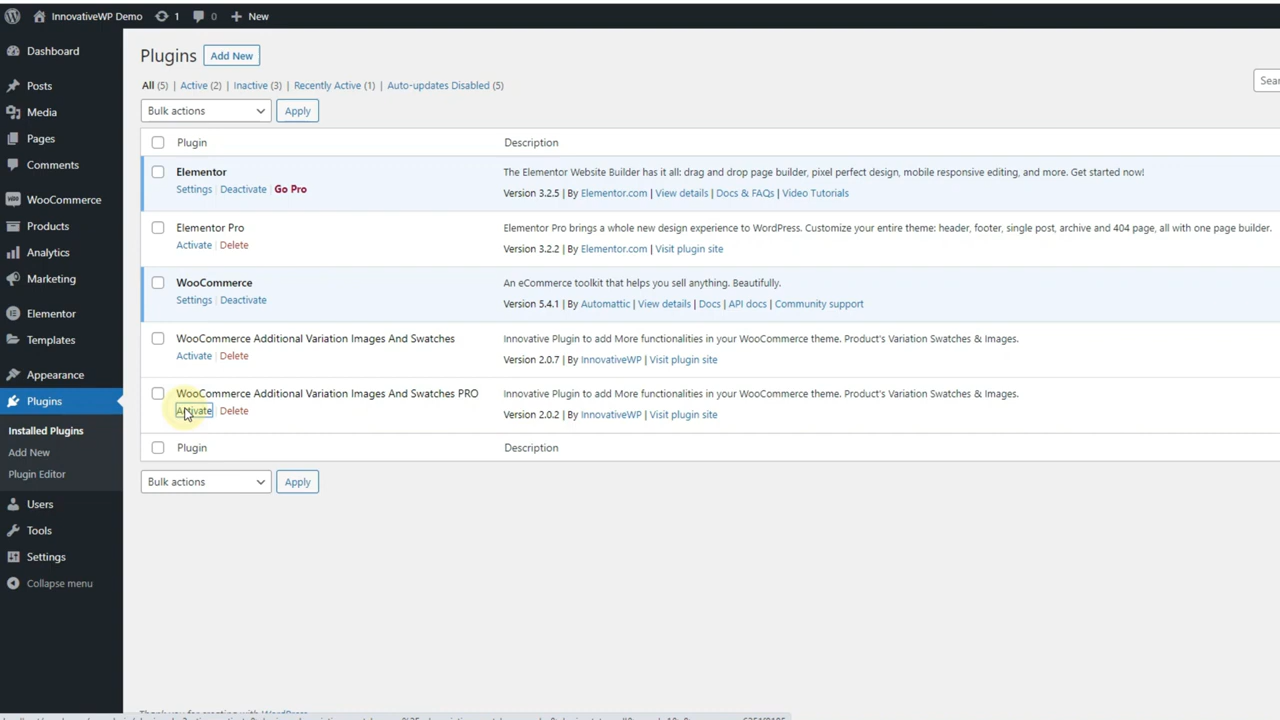 InnovativeWP Demo 1 0 + New
Dashboard
Posts
Media
Pages
Comments
WooCommerce
Products
Analytics
Marketing
Elementor
Templates
Appearance
Plugins
Installed Plugins
Add New
Plugin Editor
Users
Tools
Settings
Collapse menu
Plugins Add New
All (5) | Active (2) | Inactive (3) | Recently Active (1) | Auto-updates Disabled (5)
Bulk actions Apply
Plugin Description
Elementor
Settings | Deactivate | Go Pro
The Elementor Website Builder has it all: drag and drop page builder, pixel perfect design, mobile responsive editing, and more. Get started now!
Version 3.2.5 | By Elementor.com | View details | Docs & FAQs | Video Tutorials
Elementor Pro
Activate | Delete
Elementor Pro brings a whole new design experience to WordPress. Customize your entire theme: header, footer, single post, archive and 404 page, all with one page builder.
Version 3.2.2 | By Elementor.com | Visit plugin site
WooCommerce
Settings | Deactivate
An eCommerce toolkit that helps you sell anything. Beautifully.
Version 5.4.1 | By Automattic | View details | Docs | API docs | Community support
WooCommerce Additional Variation Images And Swatches
Activate | Delete
Innovative Plugin to add More functionalities in your WooCommerce theme. Product's Variation Swatches & Images.
Version 2.0.7 | By InnovativeWP | Visit plugin site
WooCommerce Additional Variation Images And Swatches PRO
Activate | Delete
Innovative Plugin to add More functionalities in your WooCommerce theme. Product's Variation Swatches & Images.
Version 2.0.2 | By InnovativeWP | Visit plugin site
Plugin Description
Bulk actions Apply